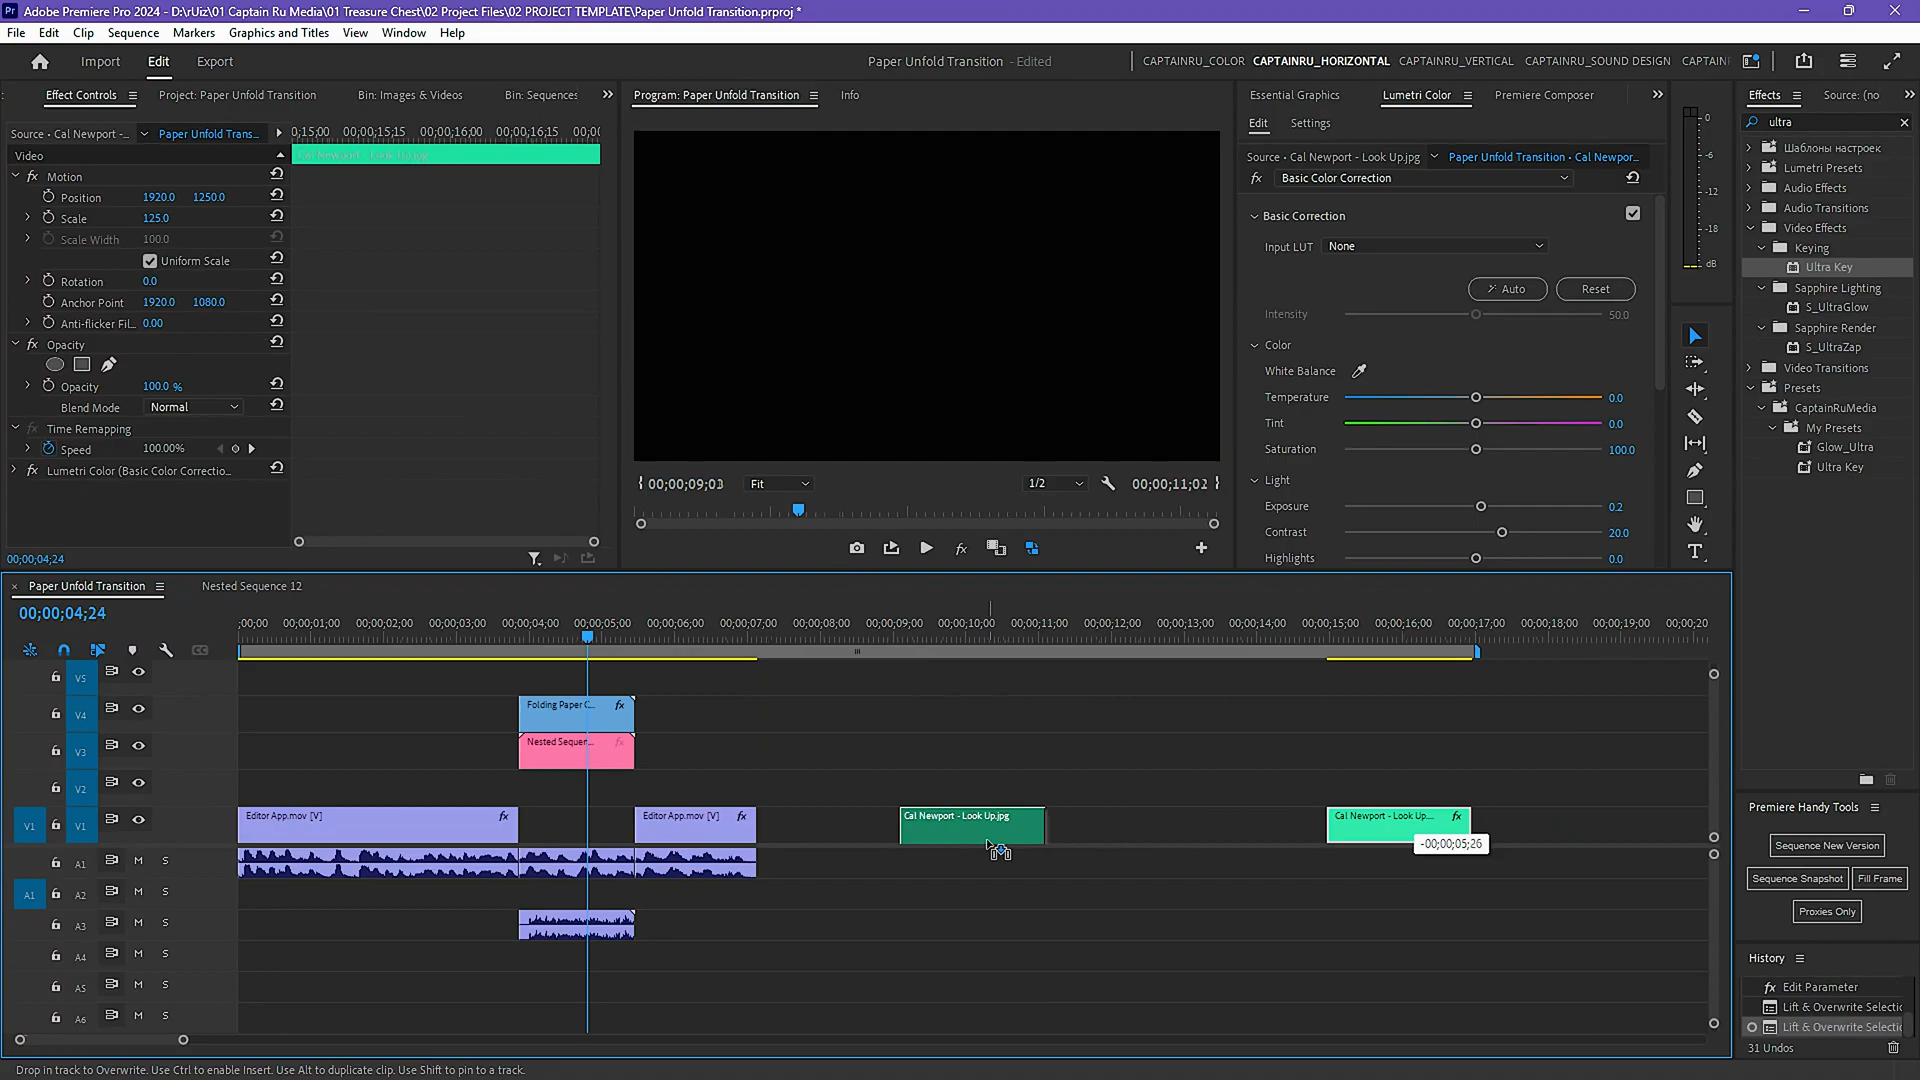 Adobe Premiere Pro 2024 - D:\rUiz\01 Captain Ru Media\01 Treasure Chest\02 Project Files\02 PROJECT TEMPLATE\Paper Unfold Transition.prproj *
File Edit Clip Sequence Markers Graphics and Titles View Window Help
Import Edit Export
Paper Unfold Transition - Edited
CAPTAINRU_COLOR CAPTAINRU_HORIZONTAL CAPTAINRU_VERTICAL CAPTAINRU_SOUND DESIGN CAPTAIN
Effect Controls Project: Paper Unfold Transition Bin: Images & Videos Bin: Sequences
Source • Cal Newport -... Paper Unfold Trans...
0;15;00 00;00;15;15 00;00;16;00 00;00;16;15 00;00
Video
Cal Newport - Look Up.jpg
Motion
Position 1920.0 1250.0
Scale 125.0
Scale Width 100.0
Uniform Scale
Rotation 0.0
Anchor Point 1920.0 1080.0
Anti-flicker Fil... 0.00
Opacity
Opacity 100.0 %
Blend Mode Normal
Time Remapping
Speed 100.00%
Lumetri Color (Basic Color Correctio...
00;00;04;24
Program: Paper Unfold Transition Info
00;00;09;03 Fit 1/2 00;00;11;02
Essential Graphics Lumetri Color Premiere Composer
Edit Settings
Source • Cal Newport - Look Up.jpg Paper Unfold Transition • Cal Newpor...
fx Basic Color Correction
Basic Correction
Input LUT None
Auto Reset
Intensity 50.0
Color
White Balance
Temperature 0.0
Tint 0.0
Saturation 100.0
Light
Exposure 0.2
Contrast 20.0
Highlights 0.0
0
-6
-12
-18
dB
Effects Source: (no
ultra
Шаблоны настроек
Lumetri Presets
Audio Effects
Audio Transitions
Video Effects
Keying
Ultra Key
Sapphire Lighting
S_UltraGlow
Sapphire Render
S_UltraZap
Video Transitions
Presets
CaptainRuMedia
My Presets
Glow_Ultra
Ultra Key
Premiere Handy Tools
Sequence New Version
Sequence Snapshot Fill Frame
Proxies Only
History
Edit Parameter
Lift & Overwrite Selectic
Lift & Overwrite Selectic
31 Undos
Paper Unfold Transition Nested Sequence 12
00;00;04;24
;00;00 00;00;01;00 00;00;02;00 00;00;03;00 00;00;04;00 00;00;05;00 00;00;06;00 00;00;07;00 00;00;08;00 00;00;09;00 00;00;10;00 00;00;11;00 00;00;12;00 00;00;13;00 00;00;14;00 00;00;15;00 00;00;16;00 00;00;17;00 00;00;18;00 00;00;19;00 00;00;20
V5
V4 Folding Paper C... fx
V3 Nested Sequen... fx
V2
V1 V1 Editor App.mov [V] fx Editor App.mov [V] fx Cal Newport - Look Up.jpg Cal Newport - Look Up.... fx
-00;00;05;26
A1 M S
A1 A2 M S
A3 M S
A4 M S
A5 M S
A6 M S
Drop in track to Overwrite. Use Ctrl to enable Insert. Use Alt to duplicate clip. Use Shift to pin to a track.